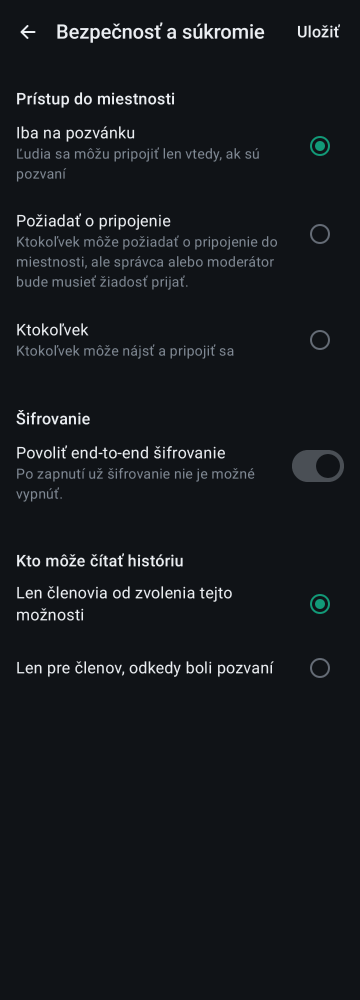 Bezpečnosť a súkromie
Uložiť
Prístup do miestnosti
Iba na pozvánku
Ľudia sa môžu pripojiť len vtedy, ak sú
pozvaní
Požiadať o pripojenie
Ktokoľvek môže požiadať o pripojenie do
miestnosti, ale správca alebo moderátor
bude musieť žiadosť prijať.
Ktokoľvek
Ktokoľvek môže nájsť a pripojiť sa
Šifrovanie
Povoliť end-to-end šifrovanie
Po zapnutí už šifrovanie nie je možné
vypnúť.
Kto môže čítať históriu
Len členovia od zvolenia tejto
možnosti
Len pre členov, odkedy boli pozvaní